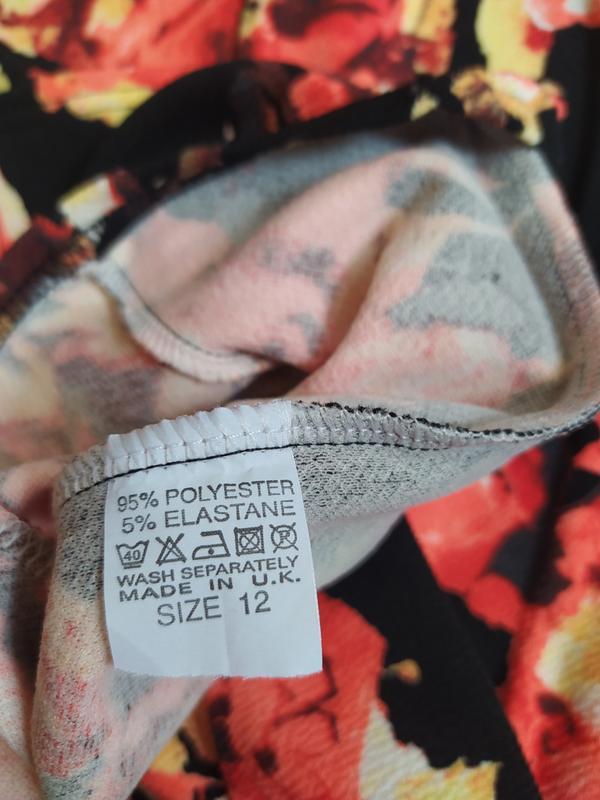 95% POLYESTER
5% ELASTANE
40 R
WASH SEPARATELY
MADE IN U.K.
SIZE 12